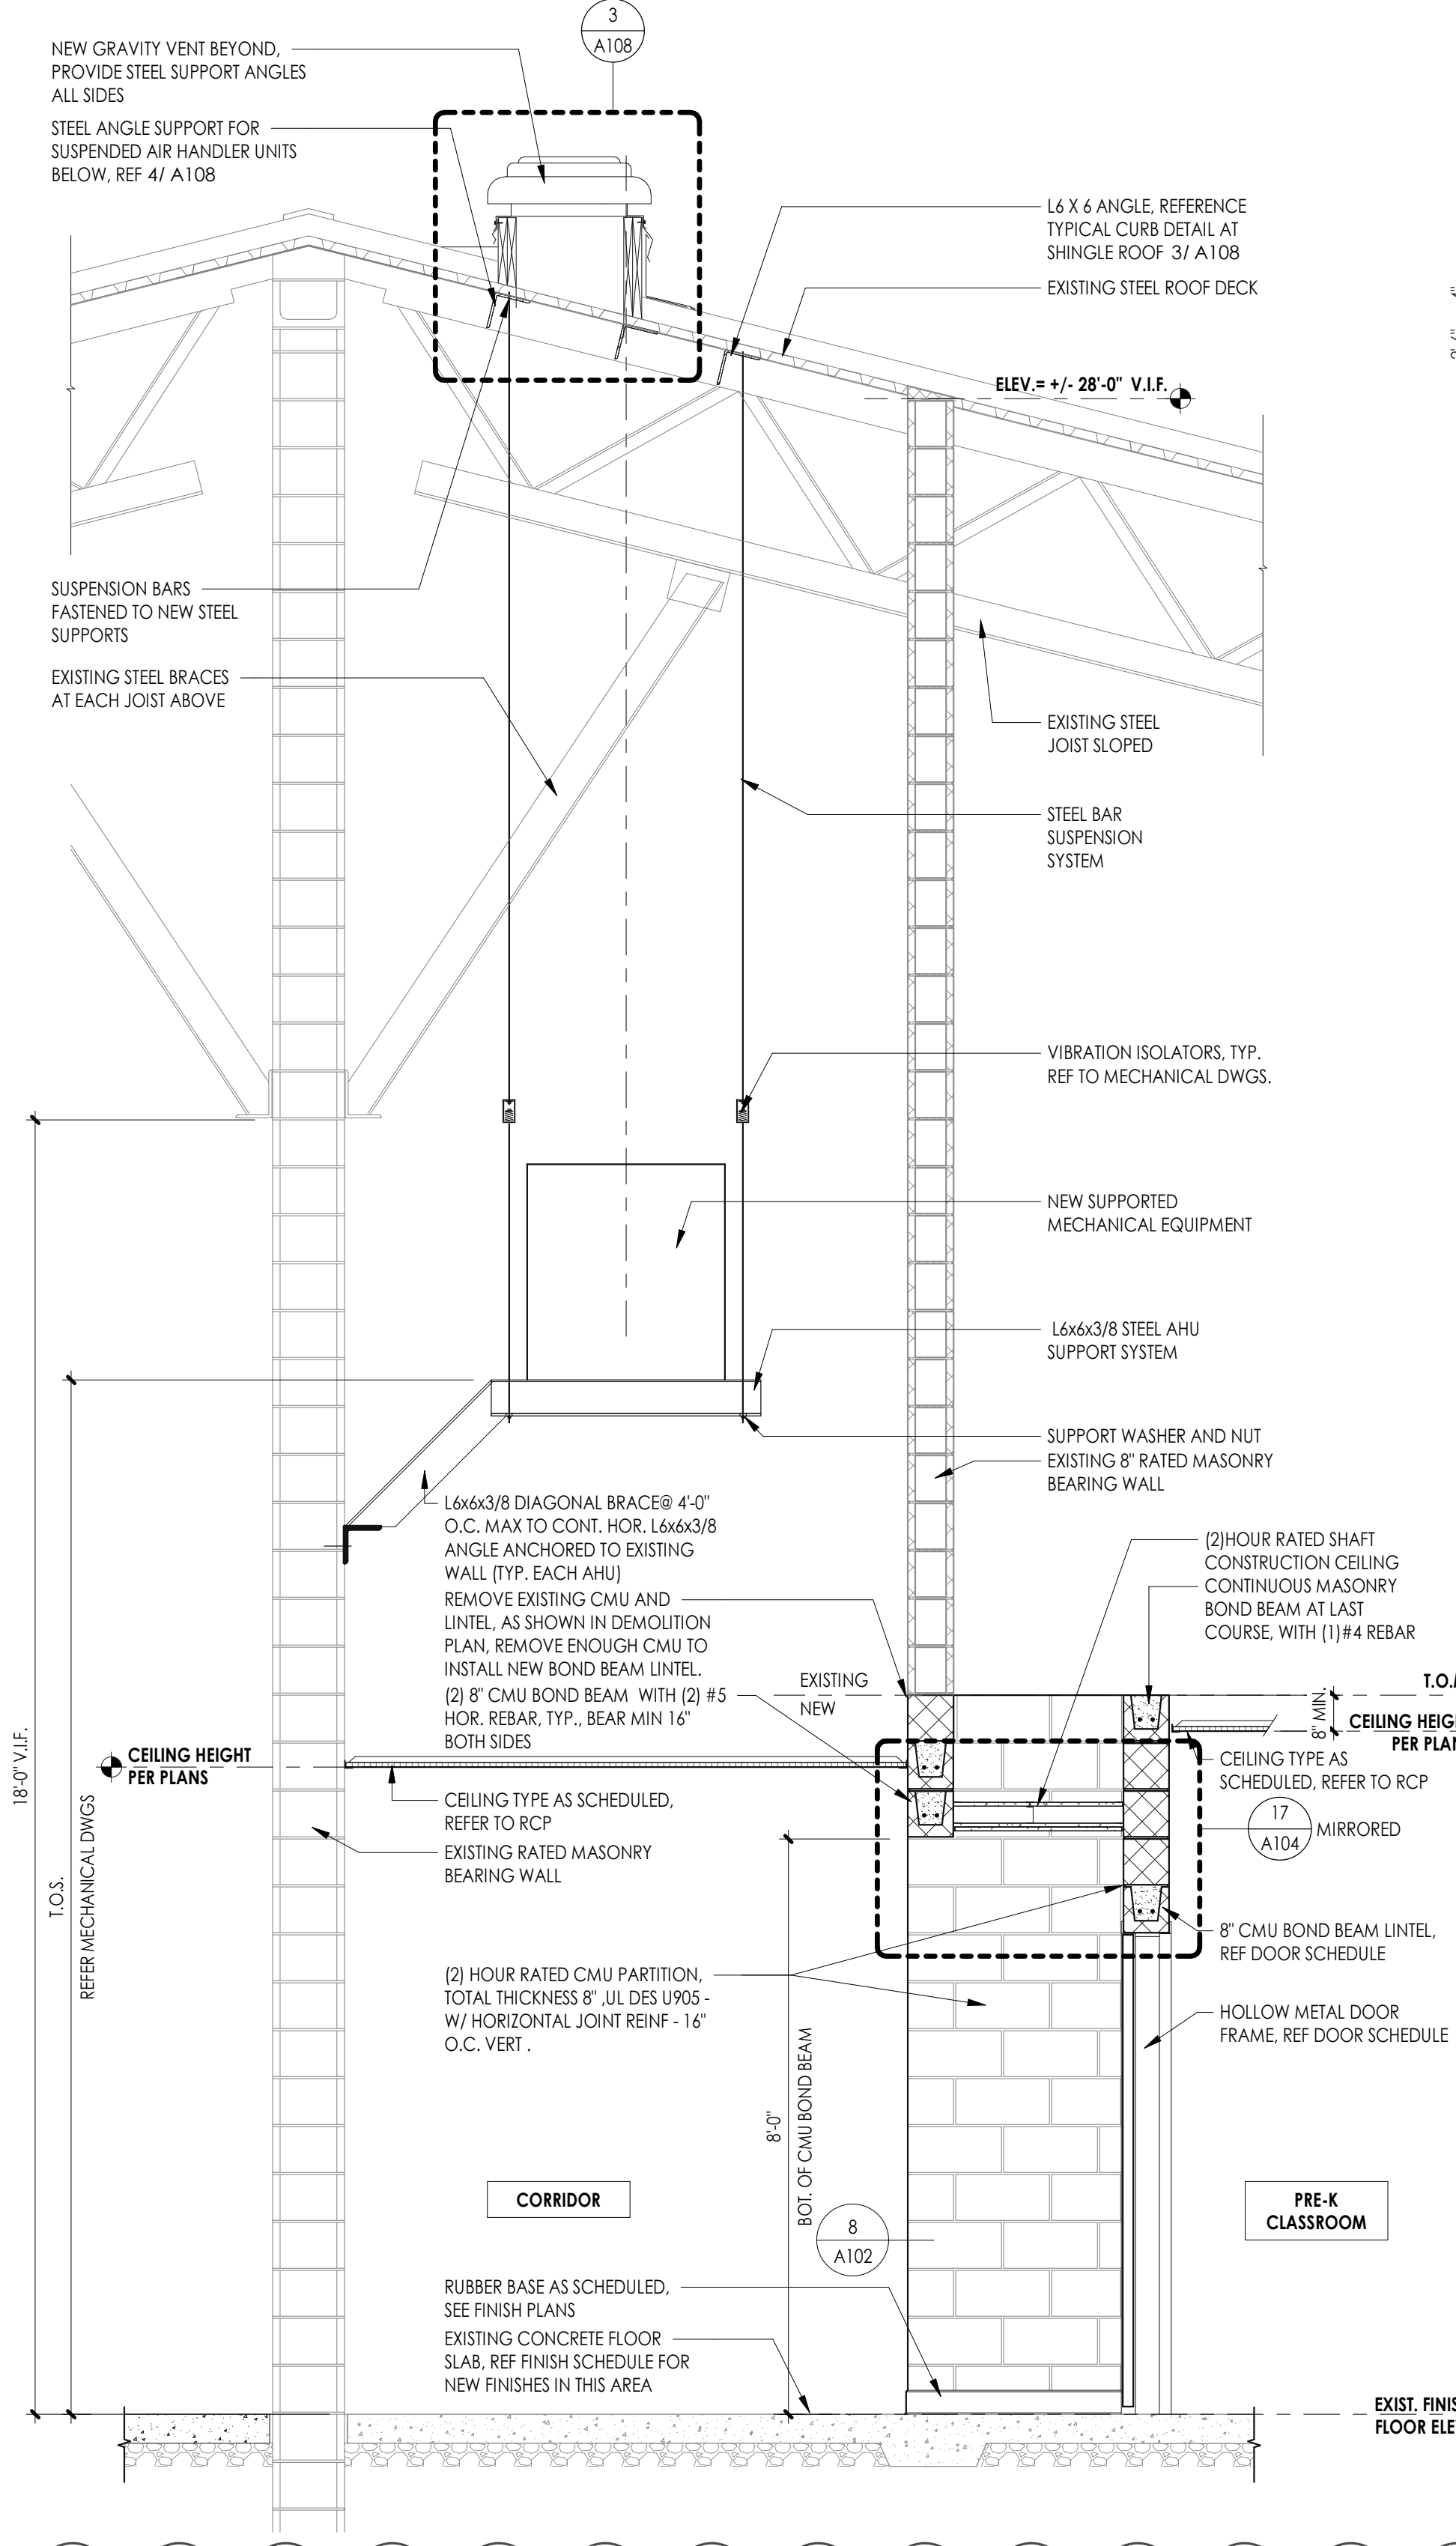 3
A108
NEW GRAVITY VENT BEYOND,
PROVIDE STEEL SUPPORT ANGLES
ALL SIDES
STEEL ANGLE SUPPORT FOR
SUSPENDED AIR HANDLER UNITS
BELOW, REF 4/ A108
L6 X 6 ANGLE, REFERENCE
TYPICAL CURB DETAIL AT
SHINGLE ROOF 3/ A108
EXISTING STEEL ROOF DECK
ELEV.= +/- 28'-0" V.I.F.
SUSPENSION BARS
FASTENED TO NEW STEEL
SUPPORTS
EXISTING STEEL BRACES
AT EACH JOIST ABOVE
EXISTING STEEL
JOIST SLOPED
STEEL BAR
SUSPENSION
SYSTEM
VIBRATION ISOLATORS, TYP.
REF TO MECHANICAL DWGS.
NEW SUPPORTED
MECHANICAL EQUIPMENT
L6x6x3/8 STEEL AHU
SUPPORT SYSTEM
SUPPORT WASHER AND NUT
EXISTING 8" RATED MASONRY
BEARING WALL
L6x6x3/8 DIAGONAL BRACE@ 4'-0"
O.C. MAX TO CONT. HOR. L6x6x3/8
ANGLE ANCHORED TO EXISTING
WALL (TYP. EACH AHU)
REMOVE EXISTING CMU AND
LINTEL, AS SHOWN IN DEMOLITION
PLAN, REMOVE ENOUGH CMU TO
INSTALL NEW BOND BEAM LINTEL.
(2) 8" CMU BOND BEAM WITH (2) #5
HOR. REBAR, TYP., BEAR MIN 16"
BOTH SIDES
EXISTING
NEW
(2)HOUR RATED SHAFT
CONSTRUCTION CEILING
CONTINUOUS MASONRY
BOND BEAM AT LAST
COURSE, WITH (1)#4 REBAR
T.O.M
8" MIN.
CEILING HEIGH
PER PLAN
CEILING HEIGHT
PER PLANS
CEILING TYPE AS
SCHEDULED, REFER TO RCP
17
A104
MIRRORED
CEILING TYPE AS SCHEDULED,
REFER TO RCP
EXISTING RATED MASONRY
BEARING WALL
18'-0" V.I.F.
T.O.S.
REFER MECHANICAL DWGS
8" CMU BOND BEAM LINTEL,
REF DOOR SCHEDULE
(2) HOUR RATED CMU PARTITION,
TOTAL THICKNESS 8" ,UL DES U905 -
W/ HORIZONTAL JOINT REINF - 16"
O.C. VERT .
HOLLOW METAL DOOR
FRAME, REF DOOR SCHEDULE
8'-0"
BOT. OF CMU BOND BEAM
CORRIDOR
PRE-K
CLASSROOM
8
A102
RUBBER BASE AS SCHEDULED,
SEE FINISH PLANS
EXISTING CONCRETE FLOOR
SLAB, REF FINISH SCHEDULE FOR
NEW FINISHES IN THIS AREA
EXIST. FINIS
FLOOR ELE